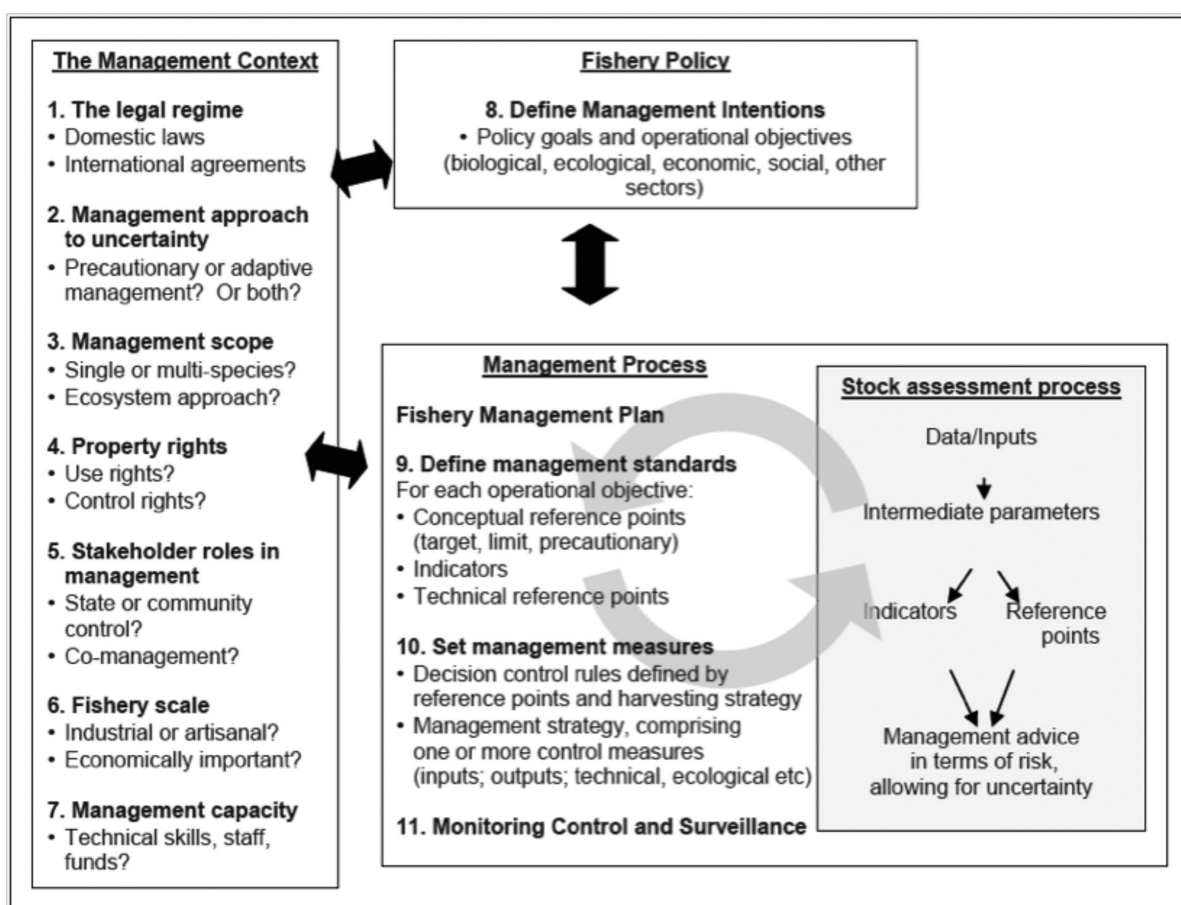 The Management Context
1. The legal regime
• Domestic laws
• International agreements
2. Management approach
to uncertainty
• Precautionary or adaptive
management? Or both?
3. Management scope
• Single or multi-species?
• Ecosystem approach?
4. Property rights
• Use rights?
• Control rights?
5. Stakeholder roles in
management
• State or community
control?
• Co-management?
6. Fishery scale
• Industrial or artisanal?
• Economically important?
7. Management capacity
• Technical skills, staff,
funds?
Fishery Policy
8. Define Management Intentions
• Policy goals and operational objectives
(biological, ecological, economic, social, other
sectors)
Management Process
Fishery Management Plan
9. Define management standards
For each operational objective:
• Conceptual reference points
(target, limit, precautionary)
• Indicators
• Technical reference points
10. Set management measures
• Decision control rules defined by
reference points and harvesting strategy
• Management strategy, comprising
one or more control measures
(inputs; outputs; technical, ecological etc)
11. Monitoring Control and Surveillance
Stock assessment process
Data/Inputs
Intermediate parameters
Indicators
Reference
points
Management advice
in terms of risk,
allowing for uncertainty